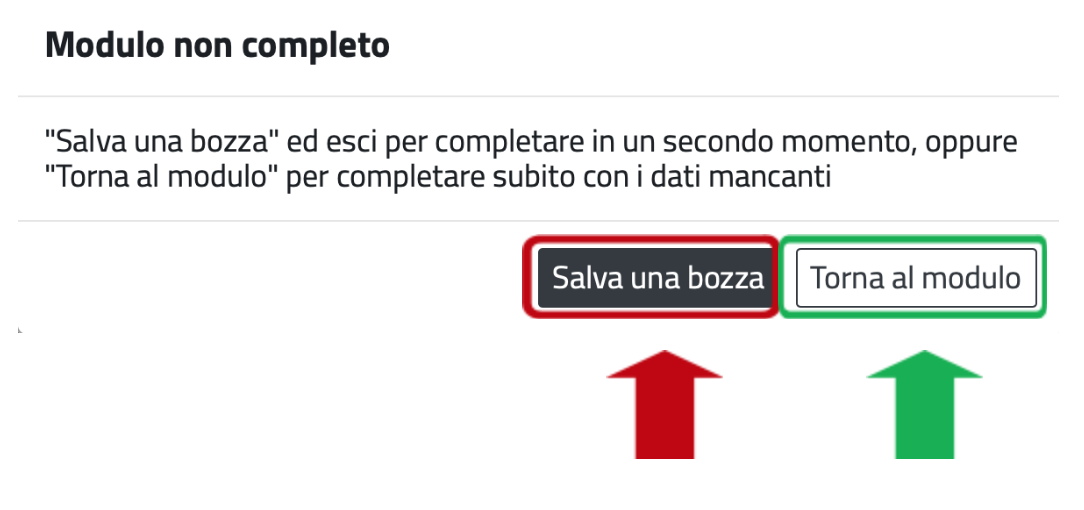 Modulo non completo
"Salva una bozza" ed esci per completare in un secondo momento, oppure
"Torna al modulo" per completare subito con i dati mancanti
Salva una bozza Torna al modulo